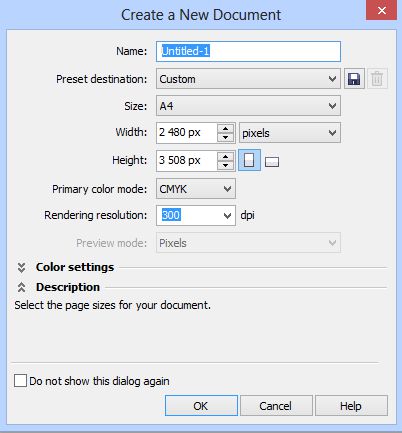 Create a New Document
Name: Untitled-1
Preset destination: Custom
Size: A4
Width: 2 480 px pixels
Height: 3 508 px
Primary color mode: CMYK
Rendering resolution: 300 dpi
Preview mode: Pixels
Color settings
Description
Select the page sizes for your document.
Do not show this dialog again
OK Cancel Help